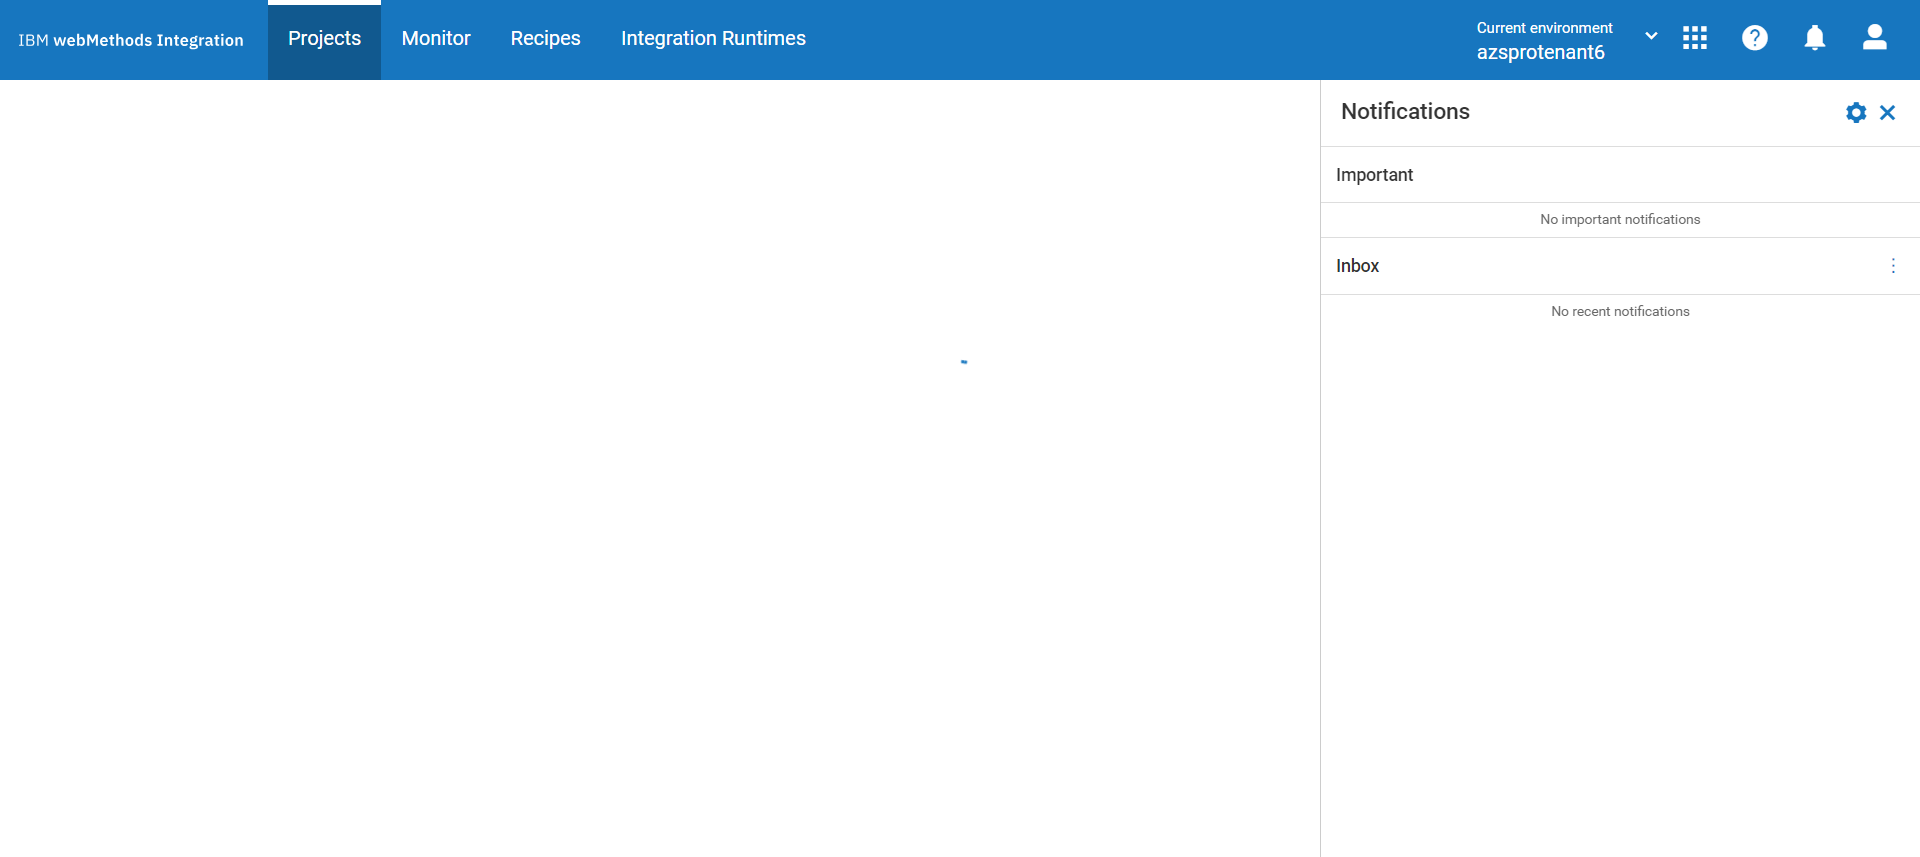 IBM webMethods Integration
Projects
Monitor
Recipes
Integration Runtimes
Current environment
azsprotenant6
Notifications
Important
No important notifications
Inbox
No recent notifications